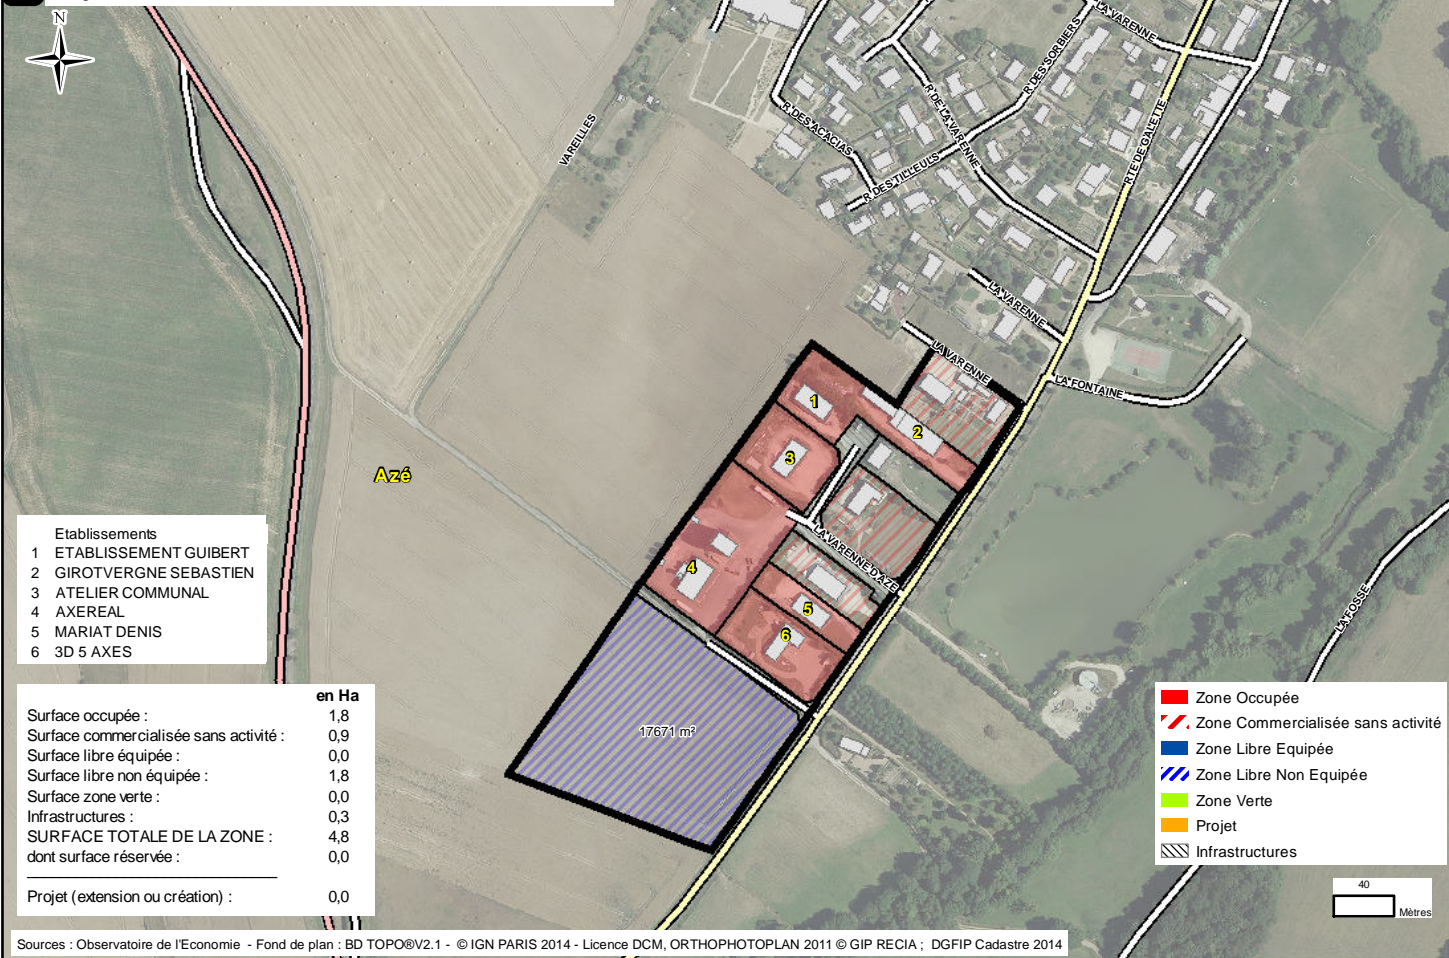 N
VAREILLES
R DES ACACIAS
R DES TILLEULS
R DE LA VARENNE
R DES SORBIERS
LA VARENNE
RTE DE GALETTE
LA VARENNE
LA VARENNE
LA FONTAINE
LA VARENNE D'AZE
LA FOSSE
Azé
1
2
3
4
5
6
17671 m²
Etablissements
1 ETABLISSEMENT GUIBERT
2 GIROTVERGNE SEBASTIEN
3 ATELIER COMMUNAL
4 AXEREAL
5 MARIAT DENIS
6 3D 5 AXES
en Ha
Surface occupée : 1,8
Surface commercialisée sans activité : 0,9
Surface libre équipée : 0,0
Surface libre non équipée : 1,8
Surface zone verte : 0,0
Infrastructures : 0,3
SURFACE TOTALE DE LA ZONE : 4,8
dont surface réservée : 0,0
Projet (extension ou création) : 0,0
Zone Occupée
Zone Commercialisée sans activité
Zone Libre Equipée
Zone Libre Non Equipée
Zone Verte
Projet
Infrastructures
40
Mètres
Sources : Observatoire de l'Economie - Fond de plan : BD TOPO®V2.1 - © IGN PARIS 2014 - Licence DCM, ORTHOPHOTOPLAN 2011 © GIP RECIA ; DGFIP Cadastre 2014